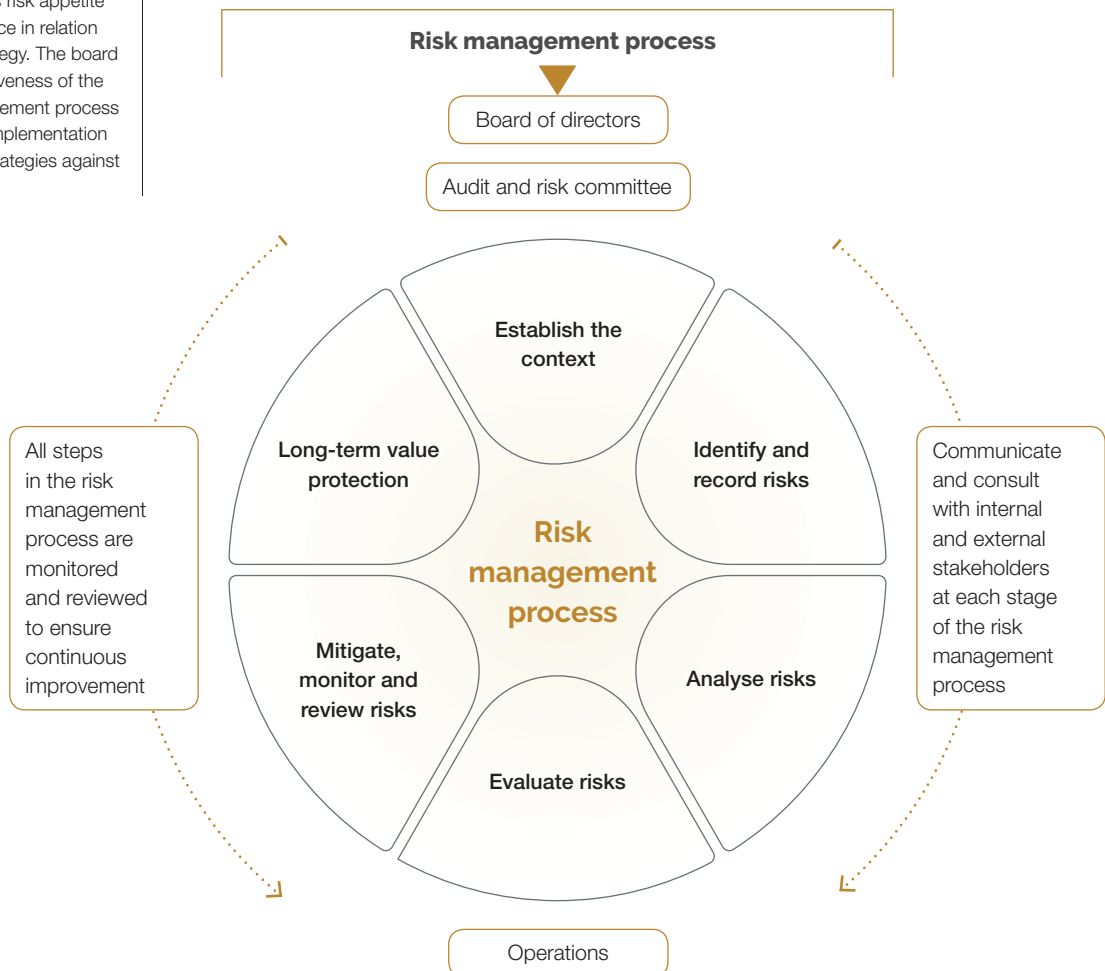 risk appetite
ce in relation
egy. The board
veness of the
ement process
mplementation
ategies against
Risk management process
Board of directors
Audit and risk committee
Establish the
context
Long-term value
protection
Identify and
record risks
All steps
in the risk
management
process are
monitored
and reviewed
to ensure
continuous
improvement
Risk
management
process
Communicate
and consult
with internal
and external
stakeholders
at each stage
of the risk
management
process
Mitigate,
monitor and
review risks
Analyse risks
Evaluate risks
Operations